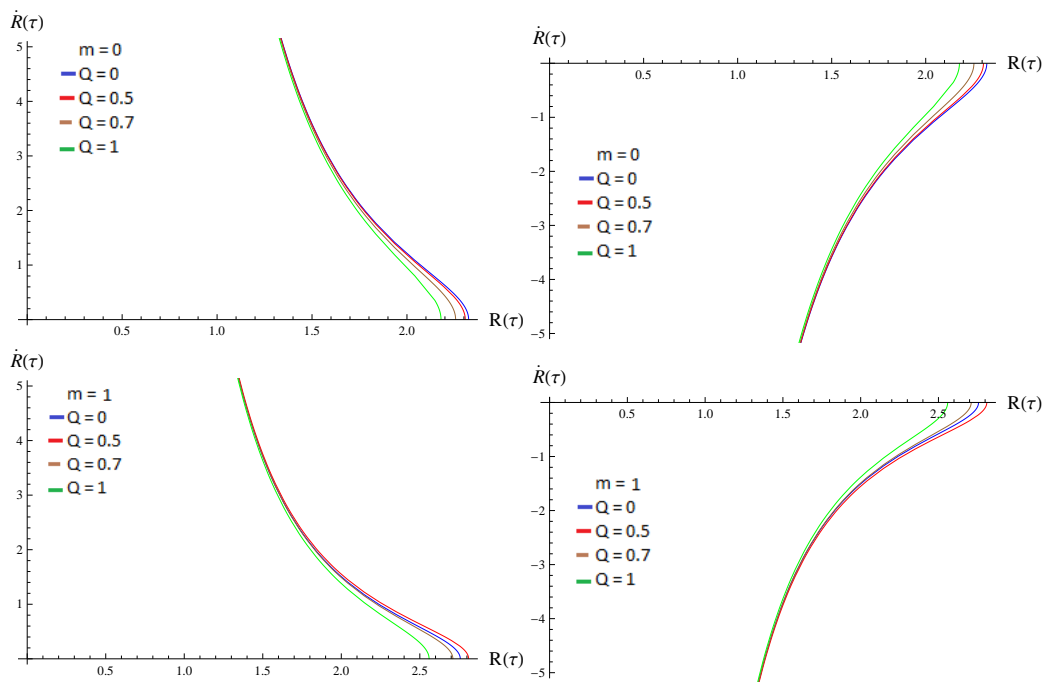 Ṙ(τ)
5
4
3
2
1
m = 0
Q = 0
Q = 0.5
Q = 0.7
Q = 1
0.5 1.0 1.5 2.0
R(τ)
Ṙ(τ)
0.5 1.0 1.5 2.0
R(τ)
−1
−2
−3
−4
−5
m = 0
Q = 0
Q = 0.5
Q = 0.7
Q = 1
Ṙ(τ)
5
4
3
2
1
m = 1
Q = 0
Q = 0.5
Q = 0.7
Q = 1
0.5 1.0 1.5 2.0 2.5
R(τ)
Ṙ(τ)
0.5 1.0 1.5 2.0 2.5
R(τ)
−1
−2
−3
−4
−5
m = 1
Q = 0
Q = 0.5
Q = 0.7
Q = 1